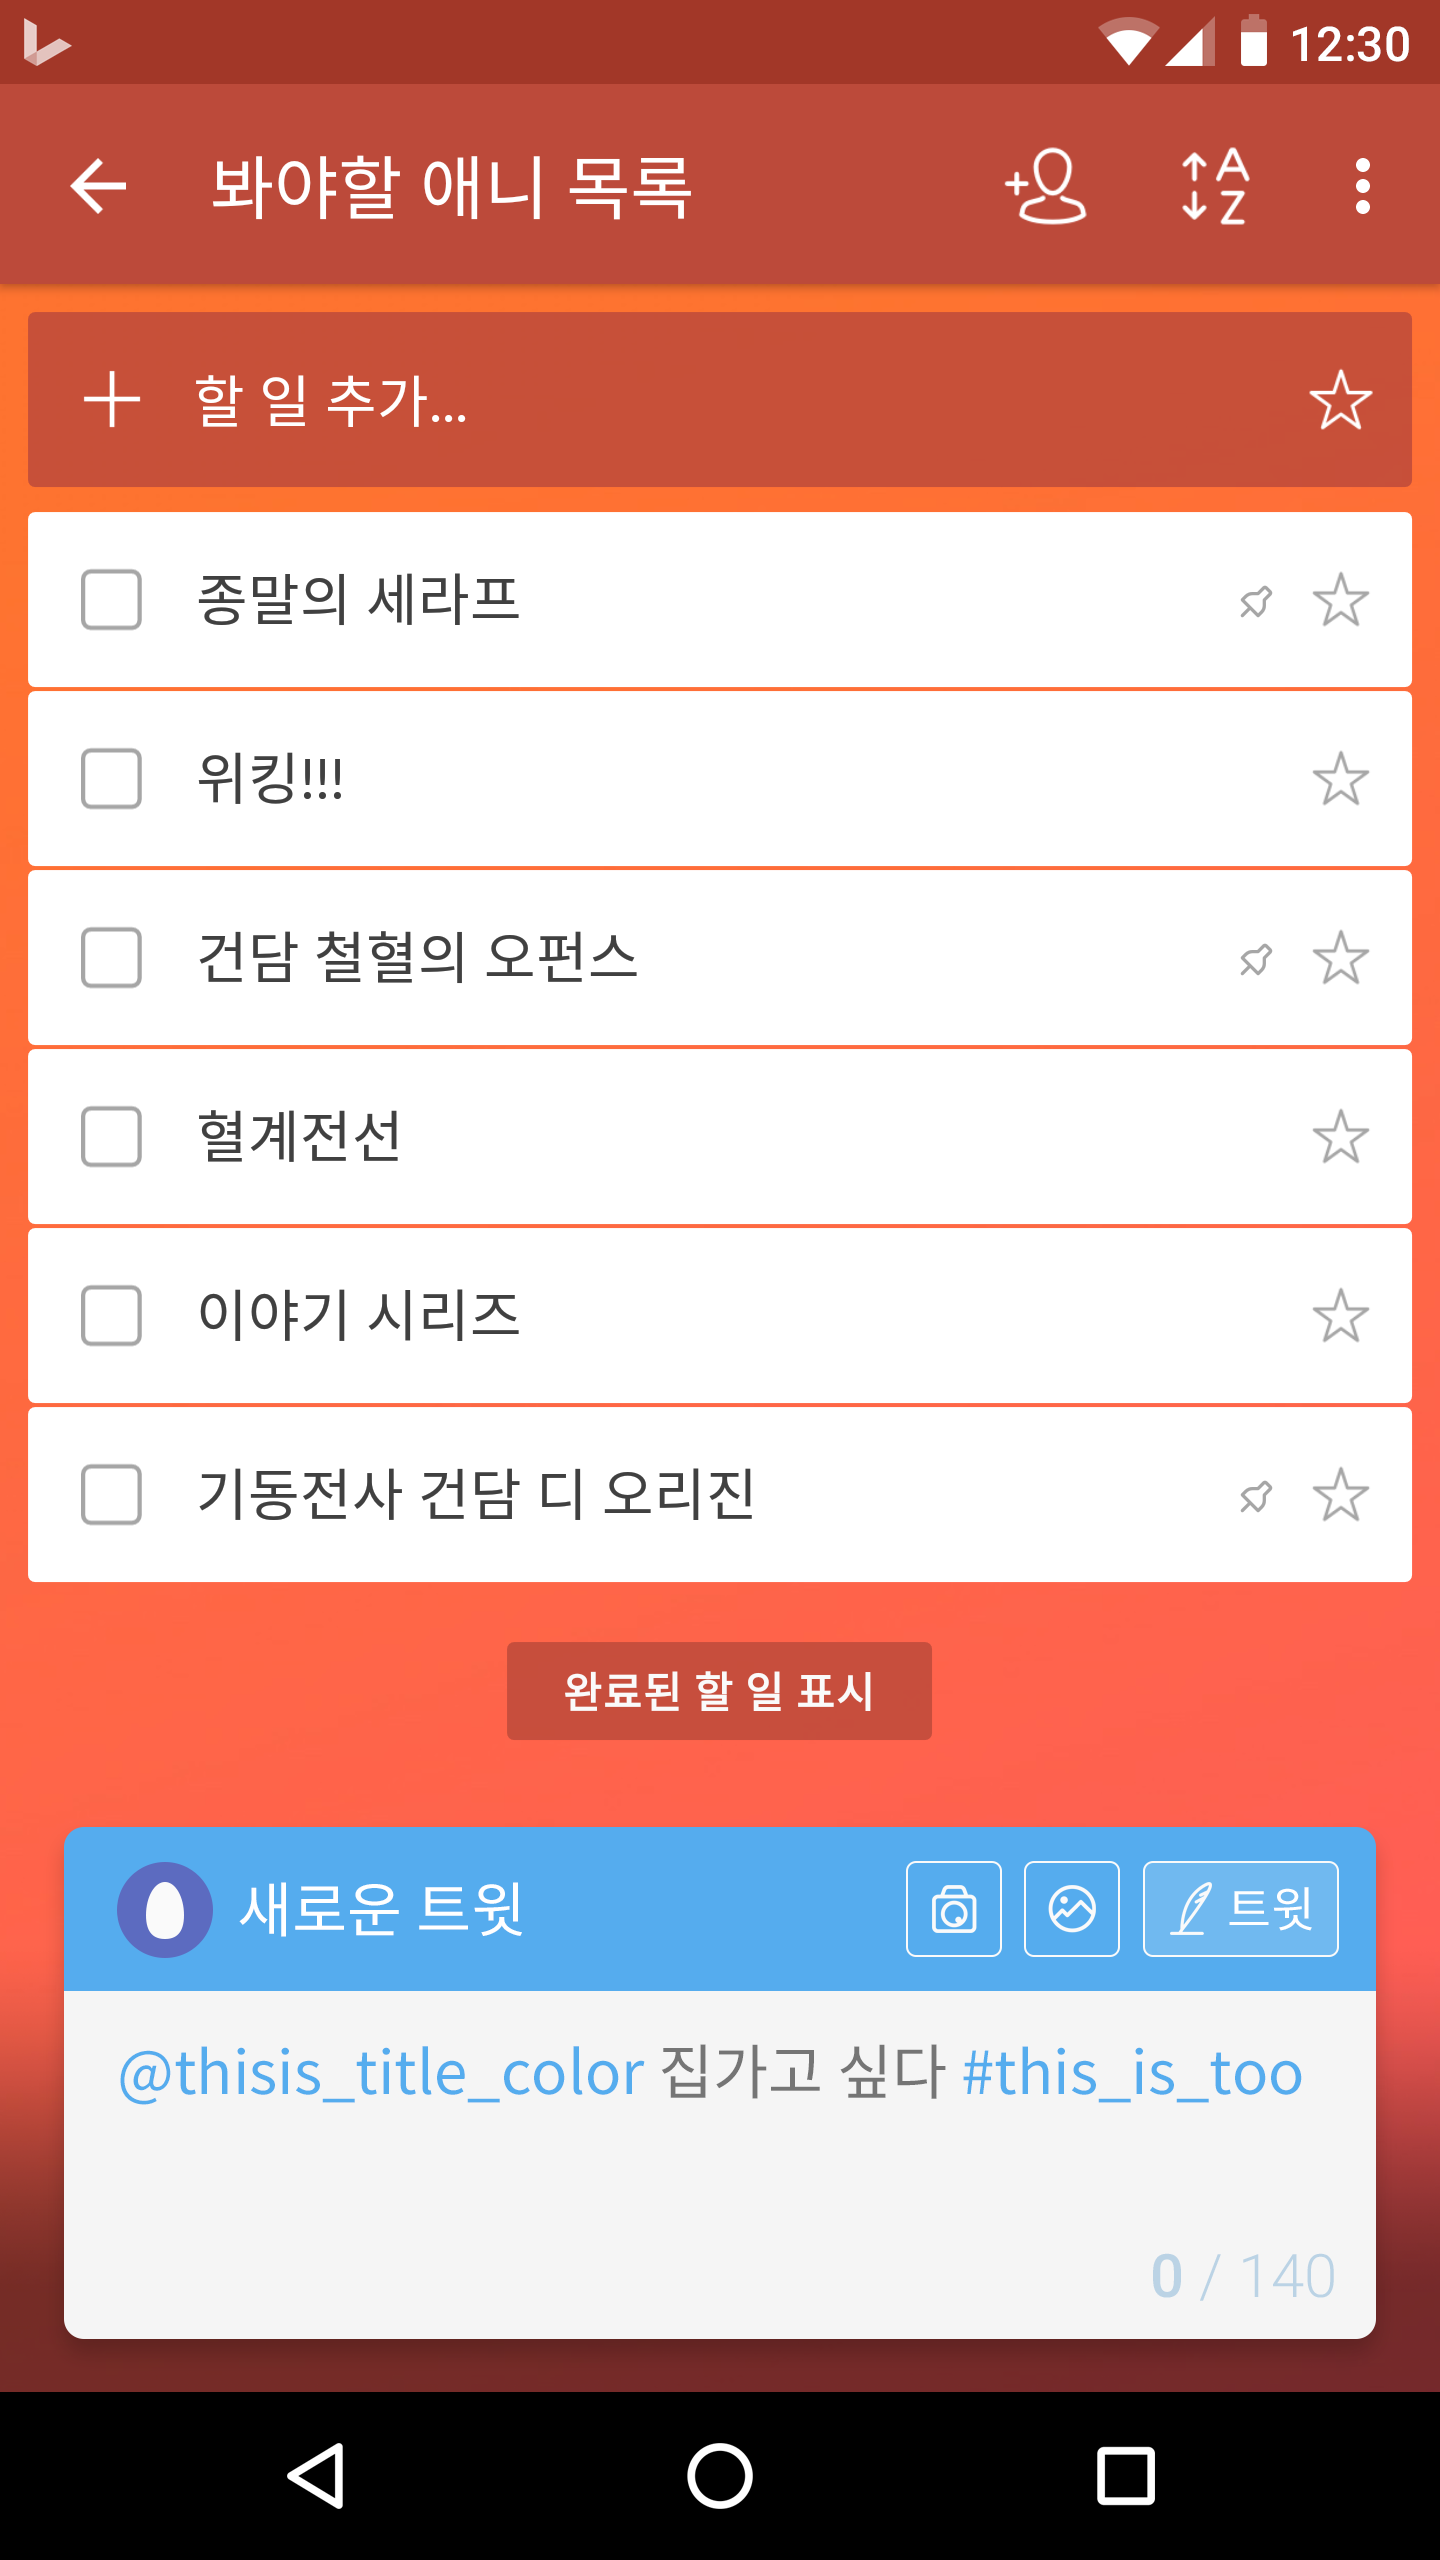 12:30
봐야할 애니 목록
A
Z
할 일 추가...
종말의 세라프
위킹!!!
건담 철혈의 오펀스
혈계전선
이야기 시리즈
기동전사 건담 디 오리진
완료된 할 일 표시
새로운 트윗 트윗
@thisis_title_color 집가고 싶다 #this_is_too
0 / 140